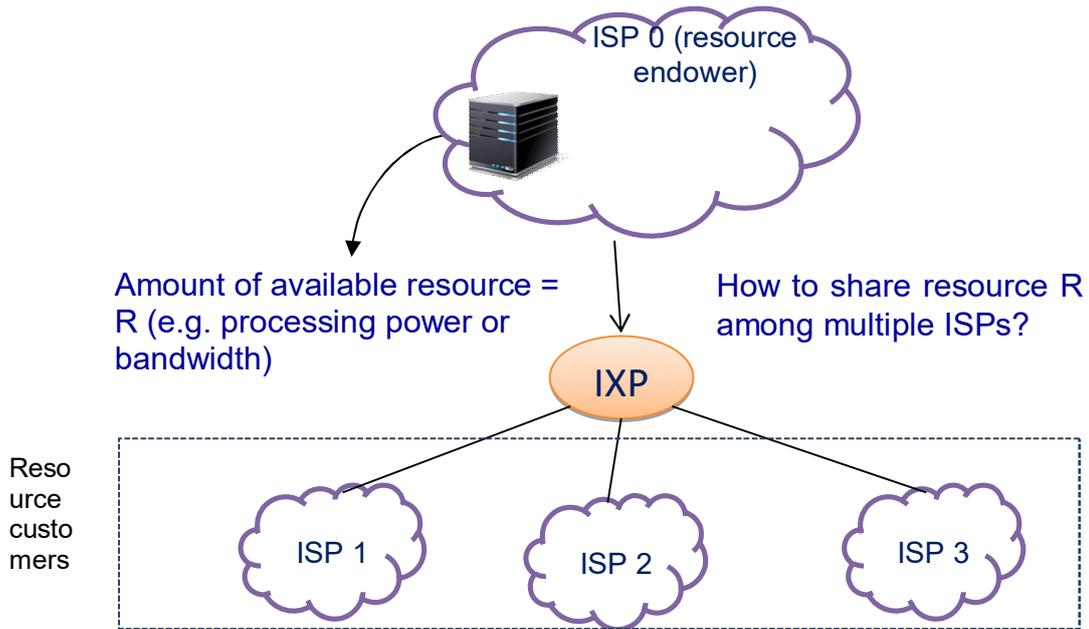 ISP 0 (resource
endower)
Amount of available resource =
R (e.g. processing power or
bandwidth)
How to share resource R
among multiple ISPs?
IXP
Reso
urce
custo
mers
ISP 1
ISP 2
ISP 3